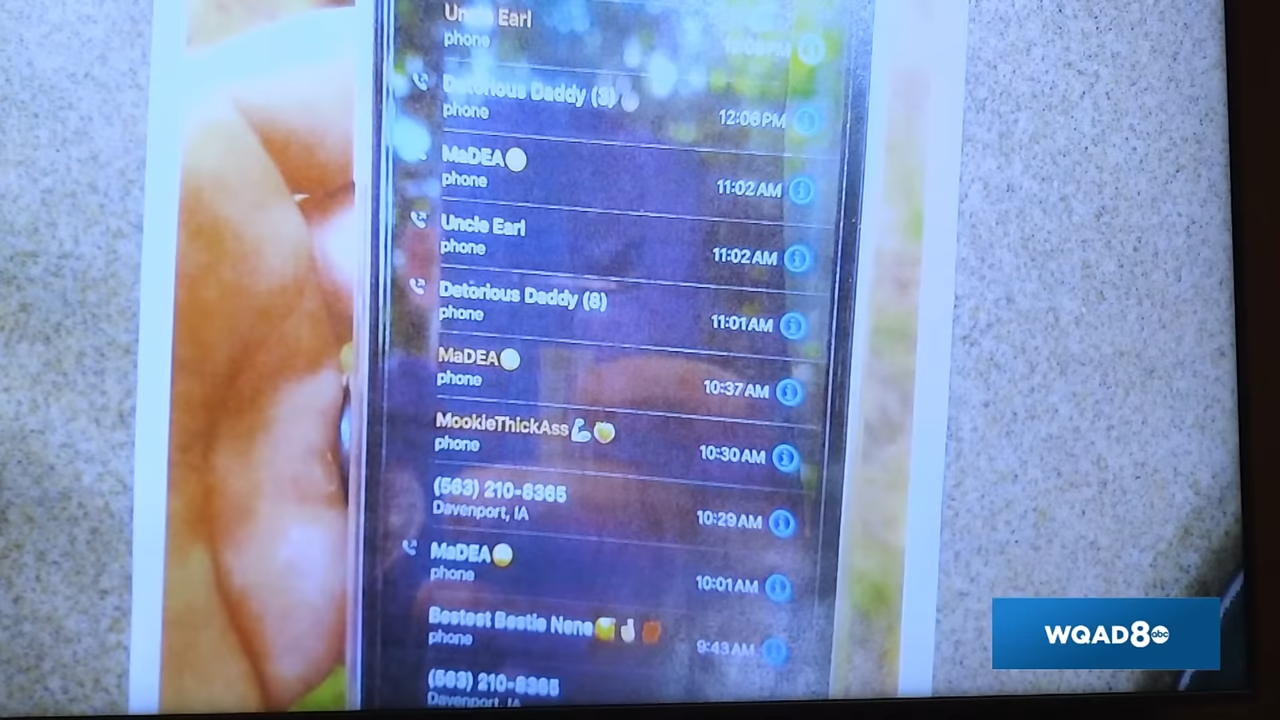 Uncle Earl
phone
Detorious Daddy (3)
phone
12:06 PM
MaDEA
phone
11:02 AM
Uncle Earl
phone
11:02 AM
Detorious Daddy (8)
phone
11:01 AM
MaDEA
phone
10:37 AM
MookieThickAss💪🍑
phone
10:30 AM
(563) 210-8365
Davenport, IA
10:29 AM
MaDEA
phone
10:01 AM
Bestest Bestie Nene
phone
9:43 AM
(563) 210-8365
Davenport, IA
WQAD8 abc